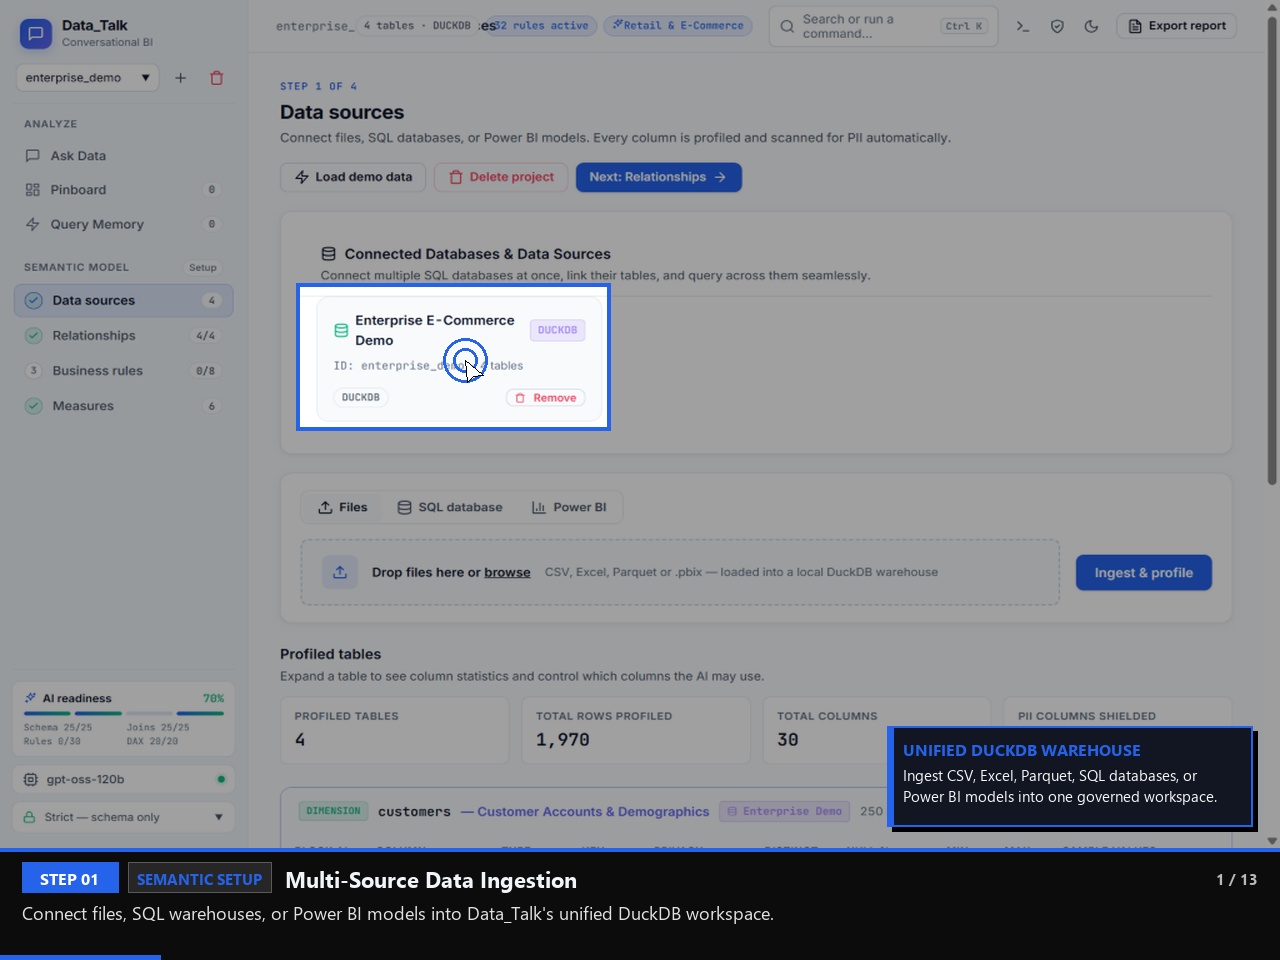 Data_Talk
Conversational BI
enterprise_demo
ANALYZE
Ask Data
Pinboard 0
Query Memory 0
SEMANTIC MODEL Setup
Data sources 4
Relationships 4/4
3 Business rules 0/8
Measures 6
AI readiness 70%
Schema 25/25 Joins 25/25
Rules 0/30 DAX 20/20
gpt-oss-120b
Strict — schema only
enterprise_ 4 tables · DUCKDB es 32 rules active Retail & E-Commerce
Search or run a command... Ctrl K
Export report
STEP 1 OF 4
Data sources
Connect files, SQL databases, or Power BI models. Every column is profiled and scanned for PII automatically.
Load demo data Delete project Next: Relationships
Connected Databases & Data Sources
Connect multiple SQL databases at once, link their tables, and query across them seamlessly.
Enterprise E-Commerce
Demo
DUCKDB
ID: enterprise_demo 4 tables
DUCKDB Remove
Files SQL database Power BI
Drop files here or browse CSV, Excel, Parquet or .pbix — loaded into a local DuckDB warehouse
Ingest & profile
Profiled tables
Expand a table to see column statistics and control which columns the AI may use.
PROFILED TABLES TOTAL ROWS PROFILED TOTAL COLUMNS PII COLUMNS SHIELDED
4 1,970 30
DIMENSION customers — Customer Accounts & Demographics Enterprise Demo 250
UNIFIED DUCKDB WAREHOUSE
Ingest CSV, Excel, Parquet, SQL databases, or
Power BI models into one governed workspace.
STEP 01 SEMANTIC SETUP Multi-Source Data Ingestion 1 / 13
Connect files, SQL warehouses, or Power BI models into Data_Talk's unified DuckDB workspace.